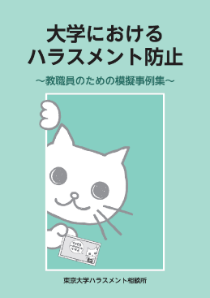 大学における
ハラスメント防止
～教職員のための模擬事例集～
東京大学ハラスメント相談所